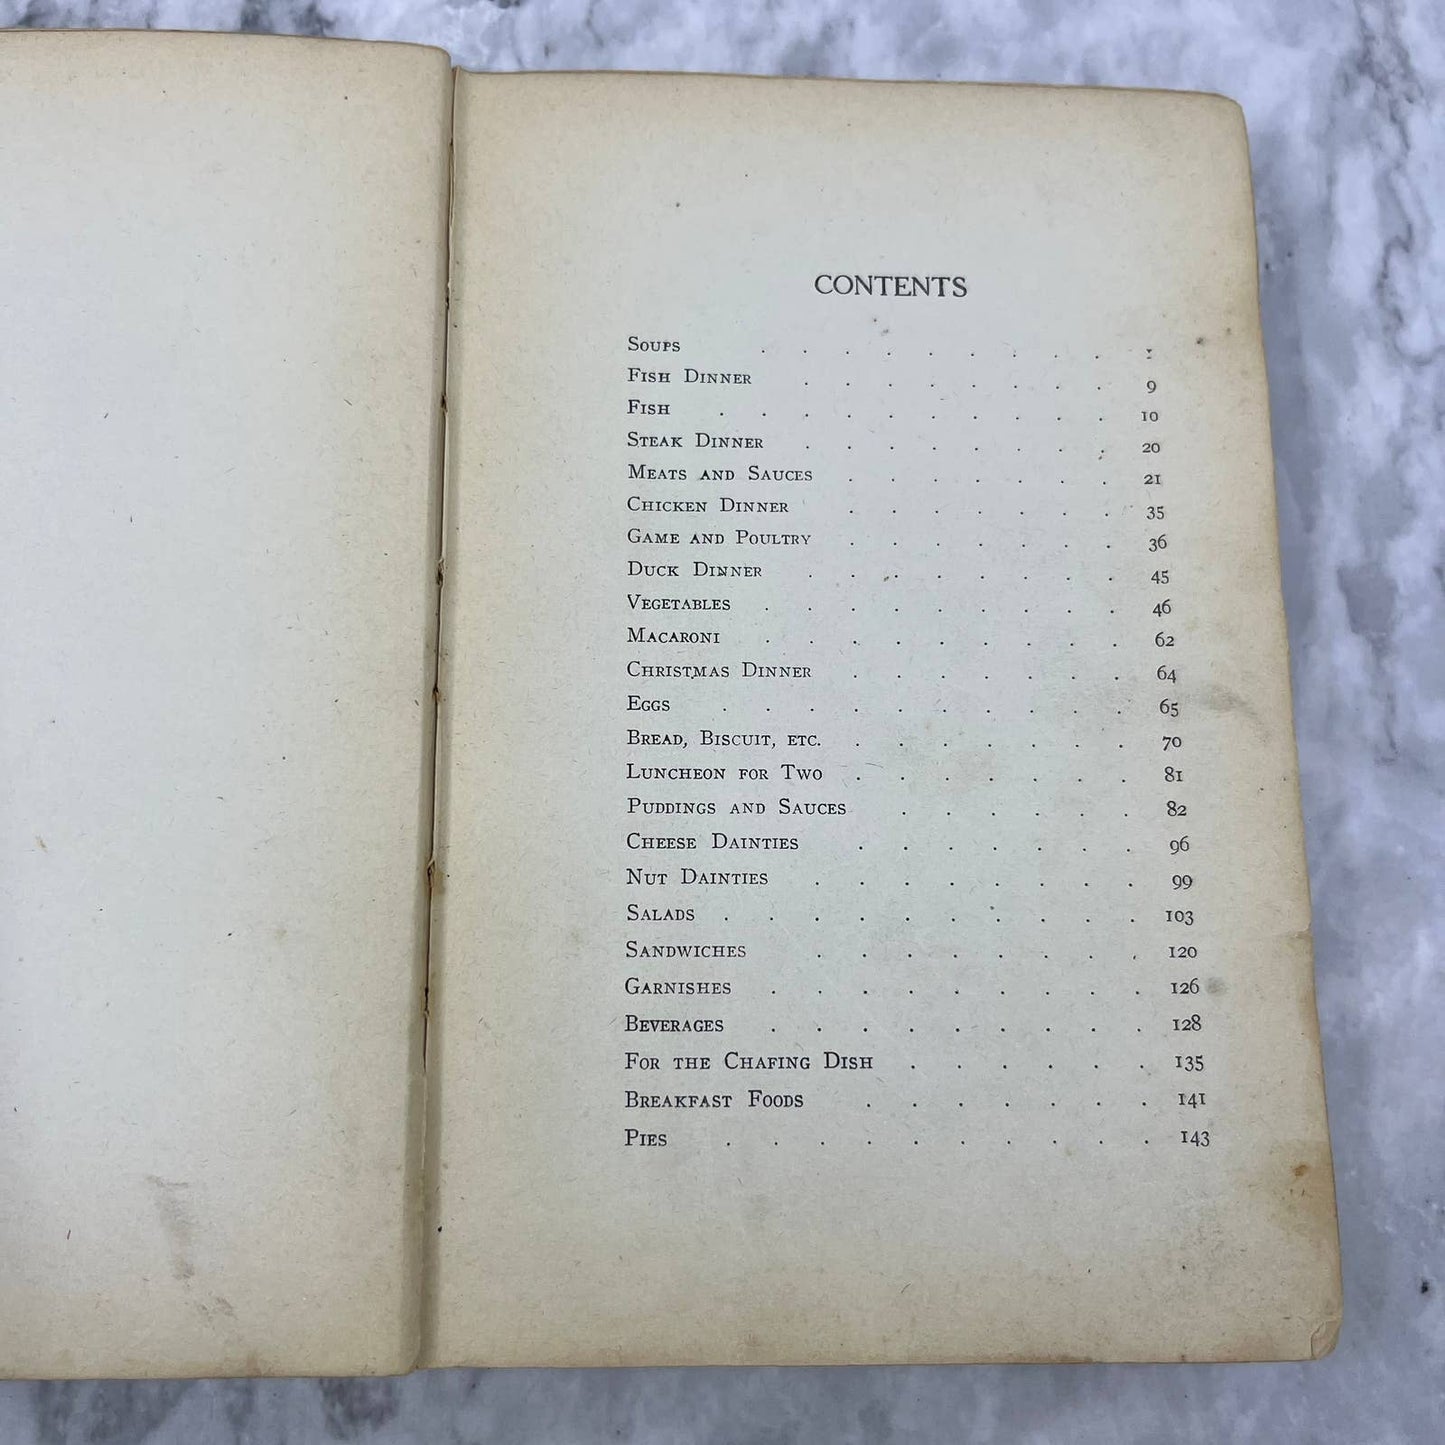 CONTENTS
Soups . . . . . . . . . 1
Fish Dinner . . . . . . . . 9
Fish . . . . . . . . . . 10
Steak Dinner . . . . . . . . 20
Meats and Sauces . . . . . . . 21
Chicken Dinner . . . . . . . 35
Game and Poultry . . . . . . . 36
Duck Dinner . . . . . . . . 45
Vegetables . . . . . . . . . 46
Macaroni . . . . . . . . . 62
Christmas Dinner . . . . . . . 64
Eggs . . . . . . . . . . 65
Bread, Biscuit, etc. . . . . . . . 70
Luncheon for Two . . . . . . . 81
Puddings and Sauces . . . . . . 82
Cheese Dainties . . . . . . . 96
Nut Dainties . . . . . . . . 99
Salads . . . . . . . . . . 103
Sandwiches . . . . . . . . 120
Garnishes . . . . . . . . . 126
Beverages . . . . . . . . . 128
For the Chafing Dish . . . . . . 135
Breakfast Foods . . . . . . . 141
Pies . . . . . . . . . . 143